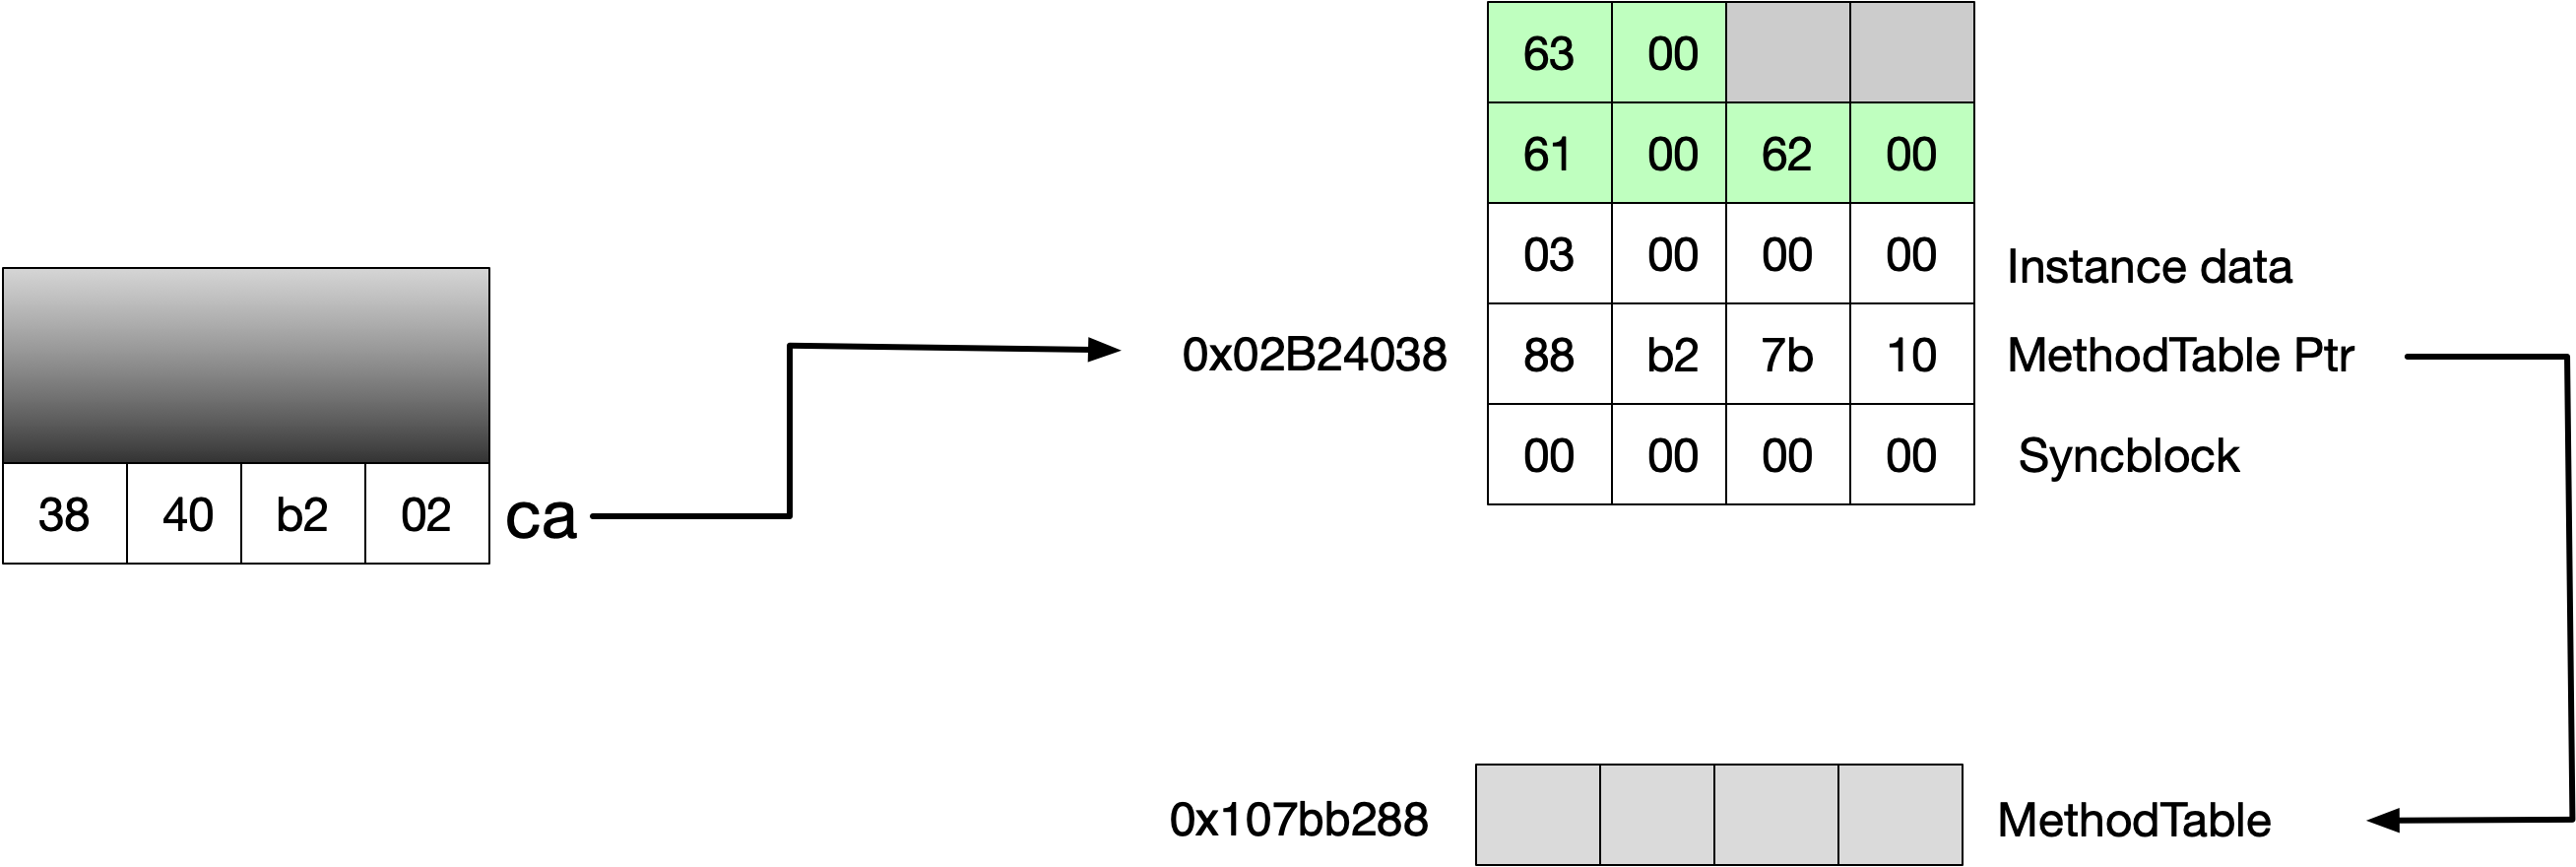 63 00
61 00 62 00
03 00 00 00 Instance data
0x02B24038 88 b2 7b 10 MethodTable Ptr
00 00 00 00 Syncblock
38 40 b2 02 ca
0x107bb288 MethodTable